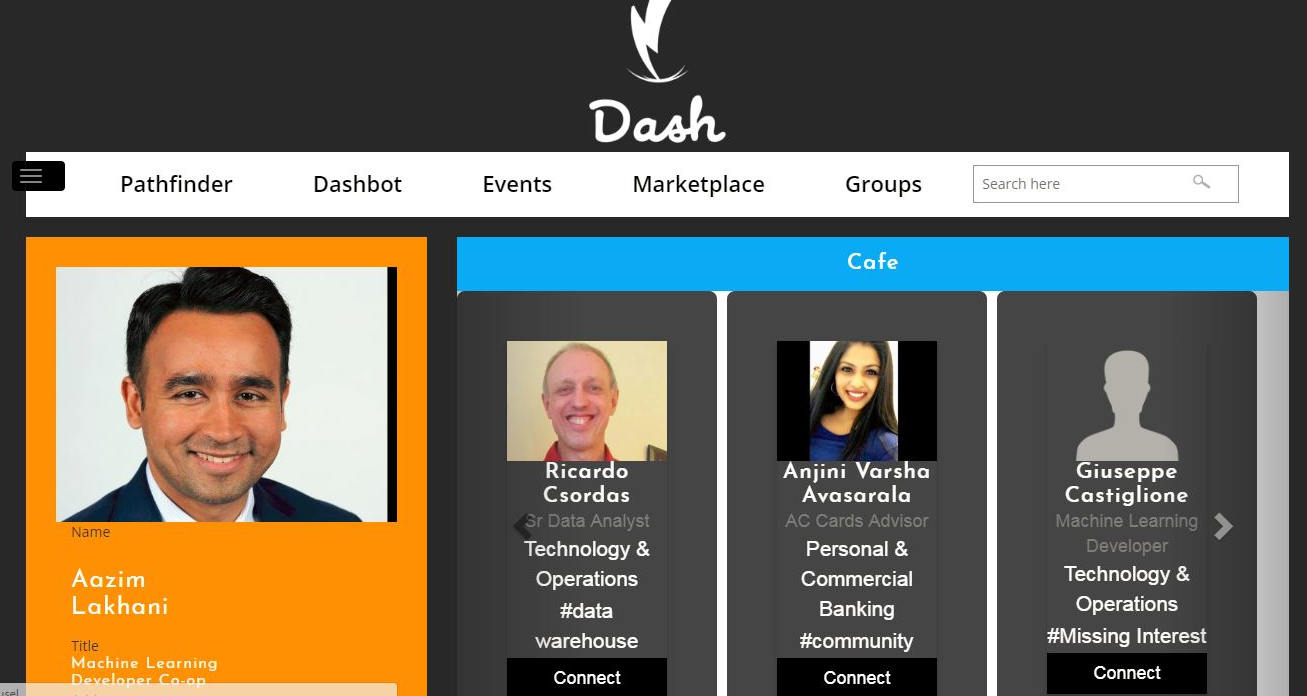 Dash
Pathfinder Dashbot Events Marketplace Groups Search here
Cafe
Name
Aazim
Lakhani
Title
Machine Learning
Developer Co-op
Ricardo
Csordas
Sr Data Analyst
Technology &
Operations
#data
warehouse
Connect
Anjini Varsha
Avasarala
AC Cards Advisor
Personal &
Commercial
Banking
#community
Connect
Giuseppe
Castiglione
Machine Learning
Developer
Technology &
Operations
#Missing Interest
Connect